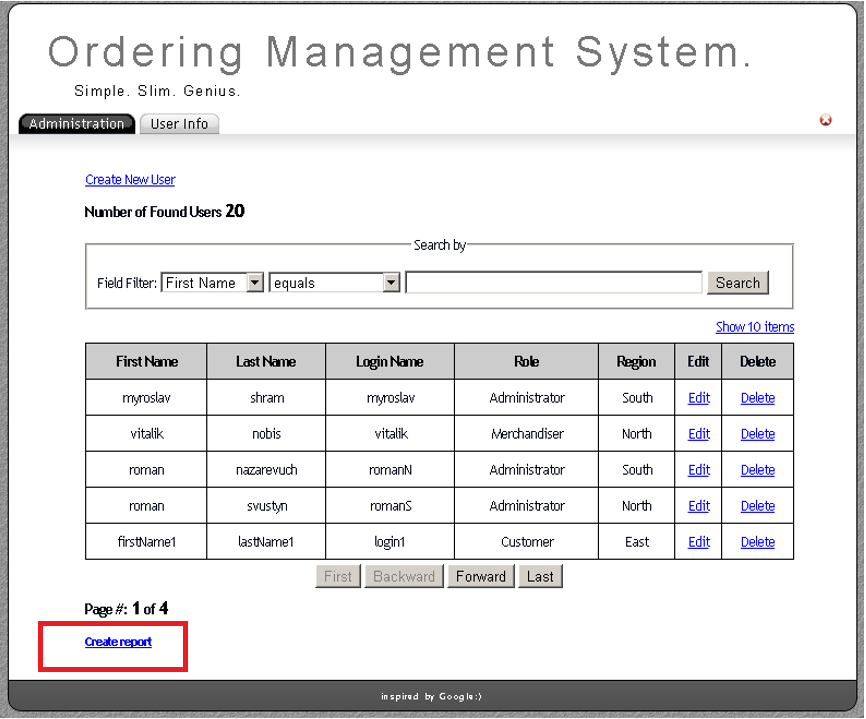 Ordering Management System.
Simple. Slim. Genius.
Administration User Info
Create New User
Number of Found Users 20
Search by
Field Filter: First Name equals Search
Show 10 items
First Name Last Name Login Name Role Region Edit Delete
myroslav shram myroslav Administrator South Edit Delete
vitalik nobis vitalik Merchandiser North Edit Delete
roman nazarevuch romanN Administrator South Edit Delete
roman svustyn romanS Administrator North Edit Delete
firstName1 lastName1 login1 Customer East Edit Delete
First Backward Forward Last
Page #: 1 of 4
Create report
inspired by Google:)